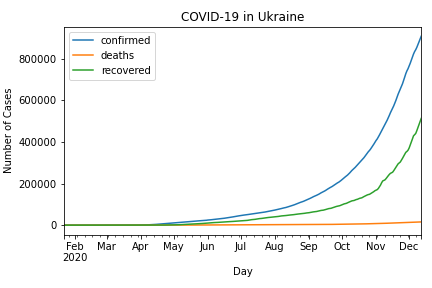 COVID-19 in Ukraine
confirmed
deaths
recovered
Number of Cases
800000
600000
400000
200000
0
Feb Mar Apr May Jun Jul Aug Sep Oct Nov Dec
2020
Day